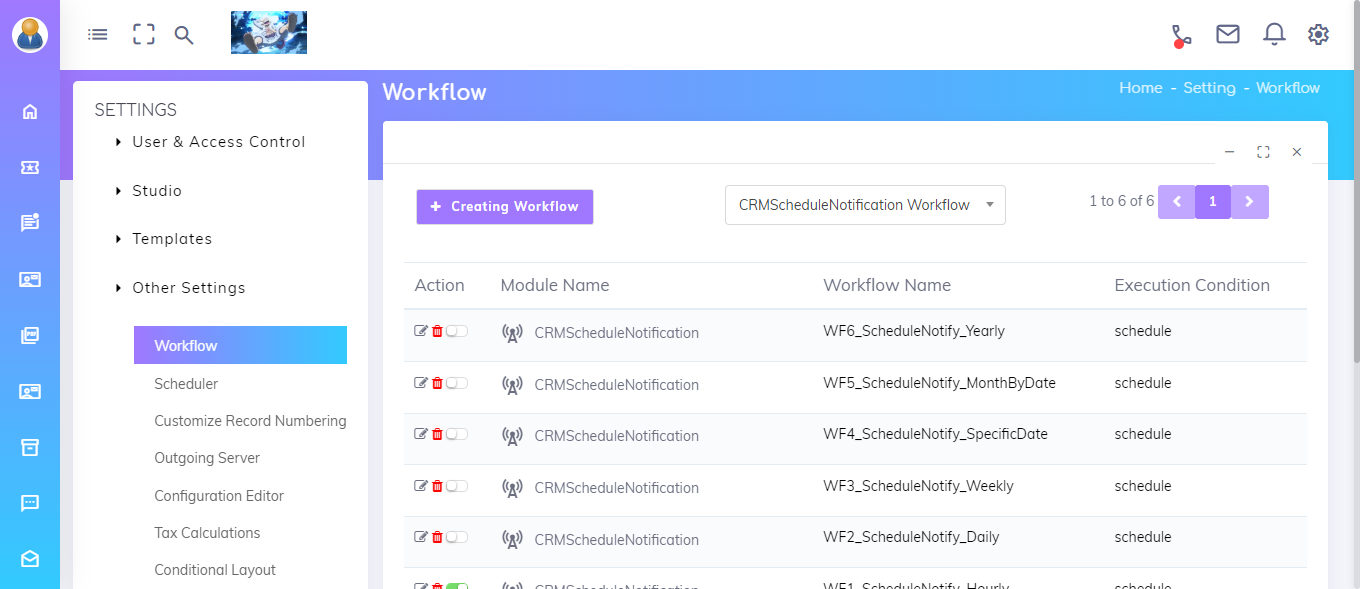 SETTINGS
User & Access Control
Studio
Templates
Other Settings
Workflow
Scheduler
Customize Record Numbering
Outgoing Server
Configuration Editor
Tax Calculations
Conditional Layout
Workflow
Home - Setting - Workflow
+ Creating Workflow
CRMScheduleNotification Workflow
1 to 6 of 6
1
Action Module Name Workflow Name Execution Condition
CRMScheduleNotification WF6_ScheduleNotify_Yearly schedule
CRMScheduleNotification WF5_ScheduleNotify_MonthByDate schedule
CRMScheduleNotification WF4_ScheduleNotify_SpecificDate schedule
CRMScheduleNotification WF3_ScheduleNotify_Weekly schedule
CRMScheduleNotification WF2_ScheduleNotify_Daily schedule
CRMScheduleNotification WF1_ScheduleNotify_Hourly schedule